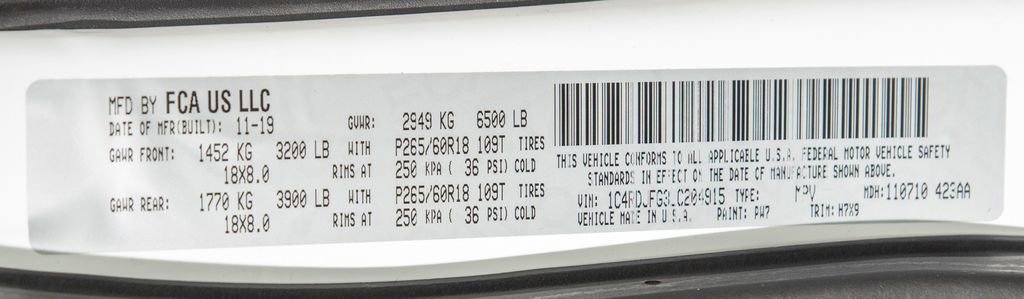 MFD BY FCA US LLC
DATE OF MFR(BUILT): 11-19 GVWR: 2949 KG 6500 LB
GAWR FRONT: 1452 KG 3200 LB WITH P265/60R18 109T TIRES
18X8.0 RIMS AT 250 KPA ( 36 PSI) COLD
GAWR REAR: 1770 KG 3900 LB WITH P265/60R18 109T TIRES
18X8.0 RIMS AT 250 KPA ( 36 PSI) COLD
THIS VEHICLE CONFORMS TO ALL APPLICABLE U.S.A. FEDERAL MOTOR VEHICLE SAFETY
STANDARDS IN EFFECT ON THE DATE OF MANUFACTURE SHOWN ABOVE.
VIN: TYPE: MPV MDH: 110710 423AA
VEHICLE MADE IN U.S.A. PAINT: PW7 TRIM: H7X9